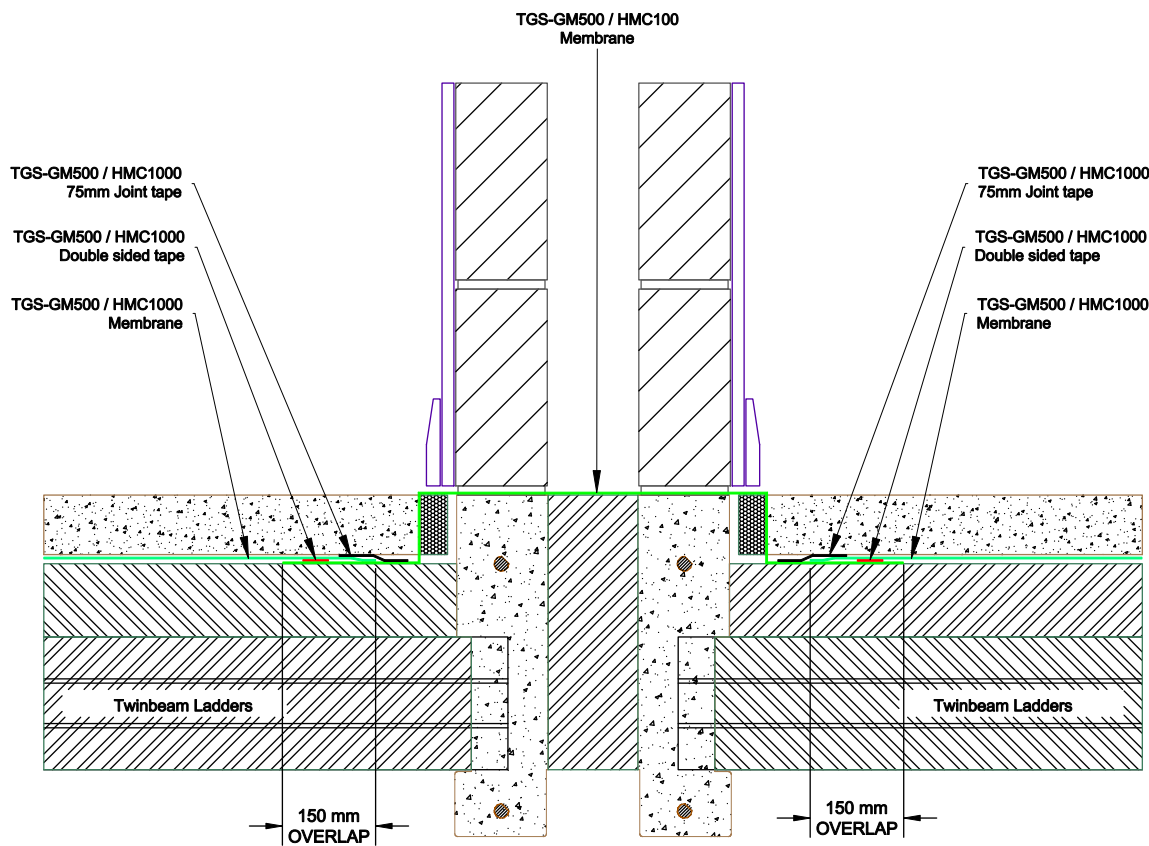 TGS-GM500 / HMC100
Membrane
TGS-GM500 / HMC1000
75mm Joint tape
TGS-GM500 / HMC1000
Double sided tape
TGS-GM500 / HMC1000
Membrane
TGS-GM500 / HMC1000
75mm Joint tape
TGS-GM500 / HMC1000
Double sided tape
TGS-GM500 / HMC1000
Membrane
Twinbeam Ladders
Twinbeam Ladders
150 mm
OVERLAP
150 mm
OVERLAP